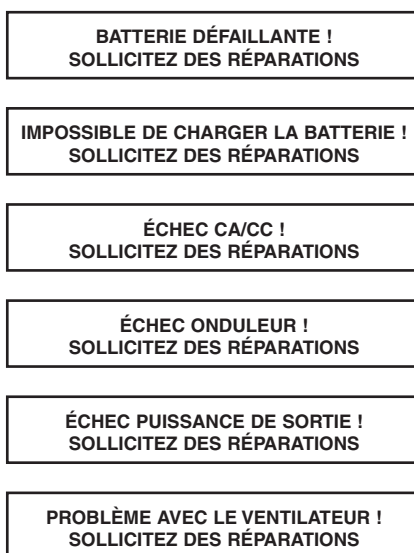 BATTERIE DÉFAILLANTE !
SOLLICITEZ DES RÉPARATIONS
IMPOSSIBLE DE CHARGER LA BATTERIE !
SOLLICITEZ DES RÉPARATIONS
ÉCHEC CA/CC !
SOLLICITEZ DES RÉPARATIONS
ÉCHEC ONDULEUR !
SOLLICITEZ DES RÉPARATIONS
ÉCHEC PUISSANCE DE SORTIE !
SOLLICITEZ DES RÉPARATIONS
PROBLÈME AVEC LE VENTILATEUR !
SOLLICITEZ DES RÉPARATIONS